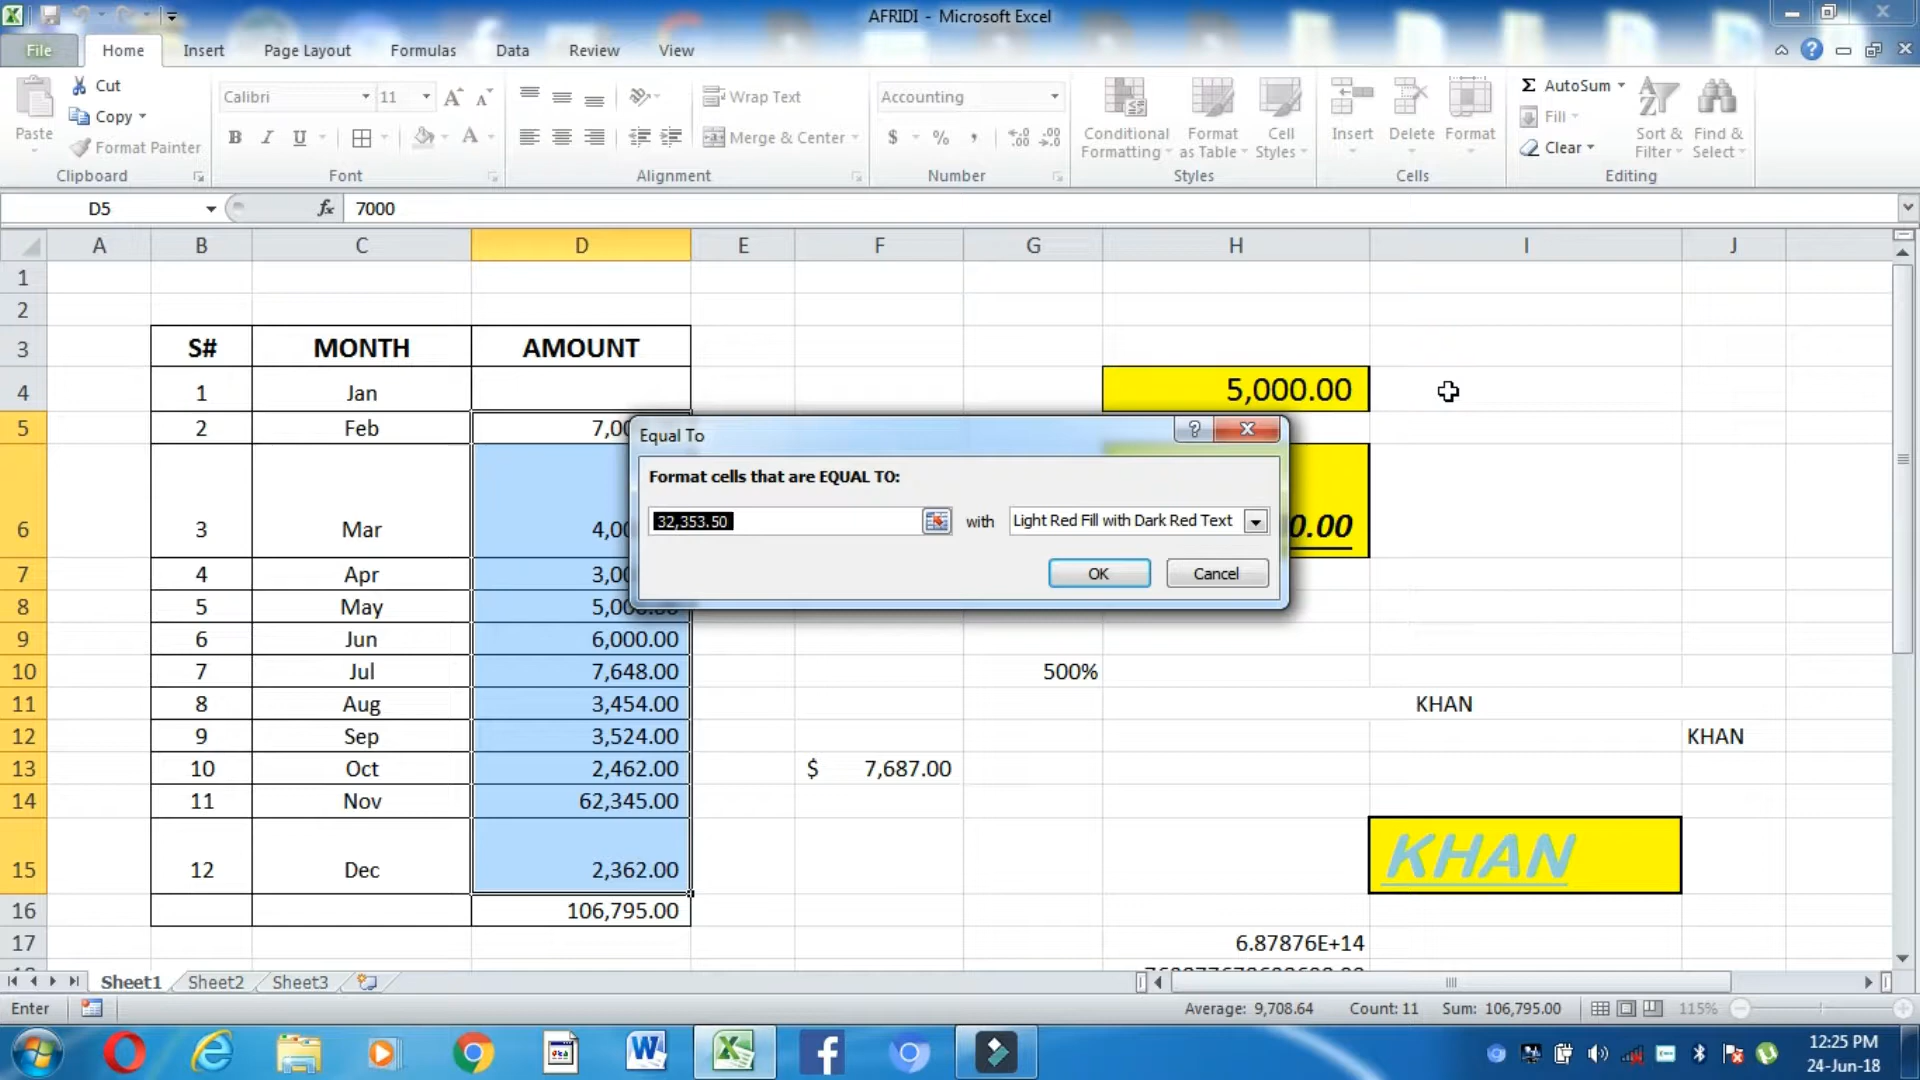 AFRIDI - Microsoft Excel
File Home Insert Page Layout Formulas Data Review View
Cut
Calibri 11
Wrap Text
Accounting
AutoSum
Paste
Copy
Conditional Formatting
Format as Table
Cell Styles
Insert
Delete
Format
Fill
Sort & Filter
Find & Select
Format Painter
B I U
Merge & Center
$ % ,
Clear
Clipboard Font Alignment Number Styles Cells Editing
D5 fx 7000
A B C D E F G H I J
1
2
3 S# MONTH AMOUNT
4 1 Jan 5,000.00
5 2 Feb 7,00
6 3 Mar 4,00 0.00
7 4 Apr 3,00
8 5 May 5,000.00
9 6 Jun 6,000.00
10 7 Jul 7,648.00 500%
11 8 Aug 3,454.00 KHAN
12 9 Sep 3,524.00 KHAN
13 10 Oct 2,462.00 $ 7,687.00
14 11 Nov 62,345.00
15 12 Dec 2,362.00 KHAN
16 106,795.00
17 6.87876E+14
Equal To
Format cells that are EQUAL TO:
32,353.50 with Light Red Fill with Dark Red Text
OK Cancel
Sheet1 Sheet2 Sheet3
Enter Average: 9,708.64 Count: 11 Sum: 106,795.00 115%
12:25 PM
24-Jun-18